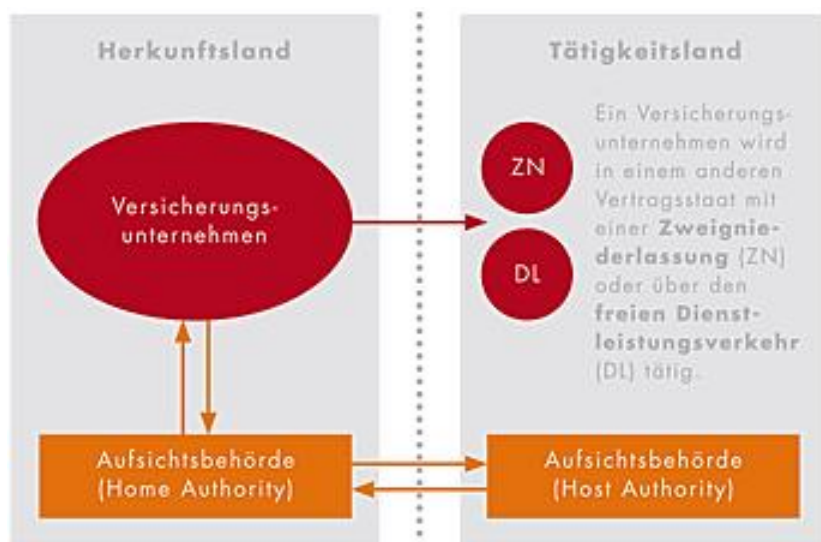 Herkunftsland
Versicherungs-
unternehmen
Aufsichtsbehörde
(Home Authority)
Tätigkeitsland
ZN
DL
Ein Versicherungs-
unternehmen wird
in einem anderen
Vertragsstaat mit
einer Zweignie-
derlassung (ZN)
oder über den
freien Dienst-
leistungsverkehr
(DL) tätig.
Aufsichtsbehörde
(Host Authority)